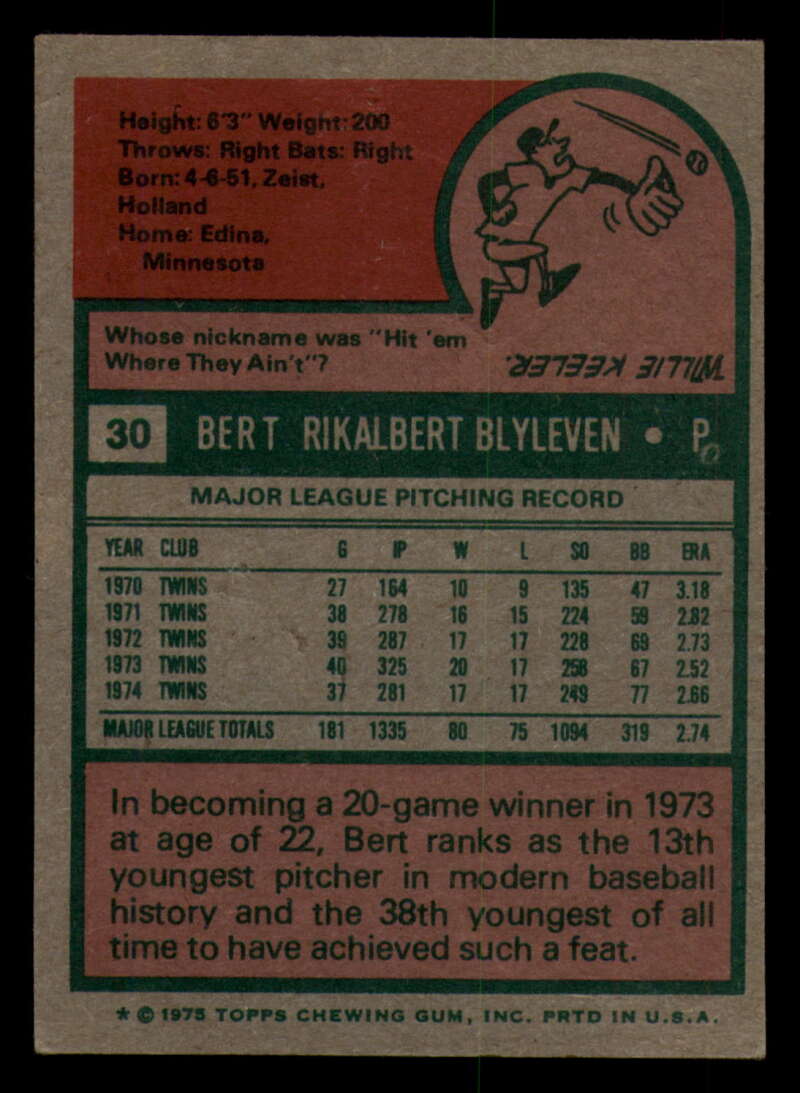 Height: 6'3" Weight: 200
Throws: Right Bats: Right
Born: 4-6-51, Zeist,
Holland
Home: Edina,
Minnesota
Whose nickname was "Hit 'em
Where They Ain't"?
WILLIE KEELER.
30 BERT RIKALBERT BLYLEVEN • P
MAJOR LEAGUE PITCHING RECORD
YEAR CLUB G IP W L SO BB ERA
1970 TWINS 27 164 10 9 135 47 3.18
1971 TWINS 38 278 16 15 224 59 2.82
1972 TWINS 39 287 17 17 228 69 2.73
1973 TWINS 40 325 20 17 258 67 2.52
1974 TWINS 37 281 17 17 249 77 2.66
MAJOR LEAGUE TOTALS 181 1335 80 75 1094 319 2.74
In becoming a 20-game winner in 1973
at age of 22, Bert ranks as the 13th
youngest pitcher in modern baseball
history and the 38th youngest of all
time to have achieved such a feat.
* © 1975 TOPPS CHEWING GUM, INC. PRTD IN U.S.A.